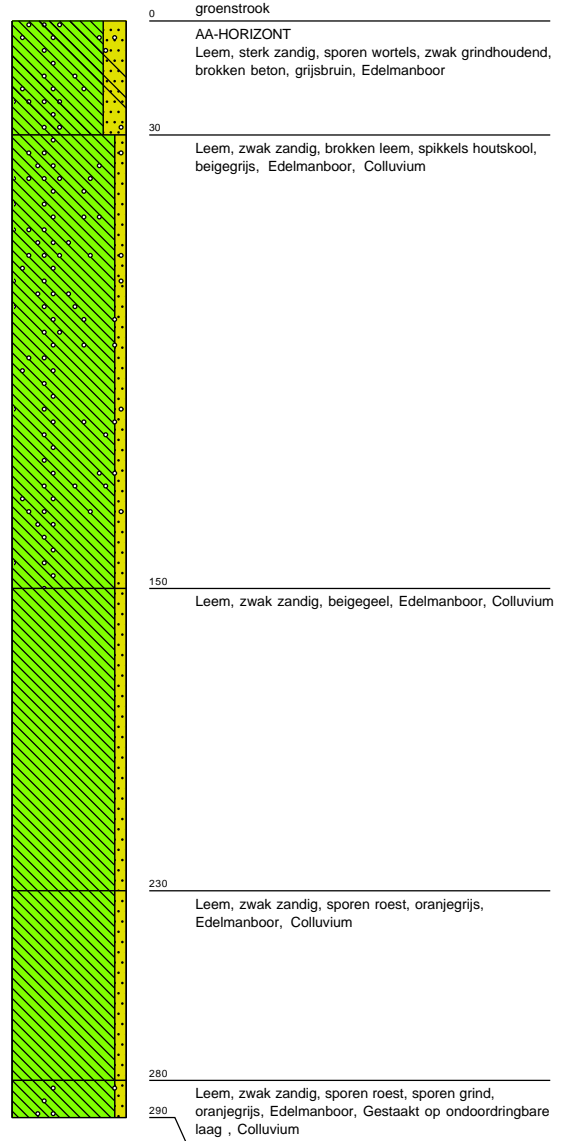 groenstrook
0
AA-HORIZONT
Leem, sterk zandig, sporen wortels, zwak grindhoudend,
brokken beton, grijsbruin, Edelmanboor
30
Leem, zwak zandig, brokken leem, spikkels houtskool,
beigegrijs, Edelmanboor, Colluvium
150
Leem, zwak zandig, beigegeel, Edelmanboor, Colluvium
230
Leem, zwak zandig, sporen roest, oranjegrijs,
Edelmanboor, Colluvium
280
Leem, zwak zandig, sporen roest, sporen grind,
oranjegrijs, Edelmanboor, Gestaakt op ondoordringbare
laag , Colluvium
290